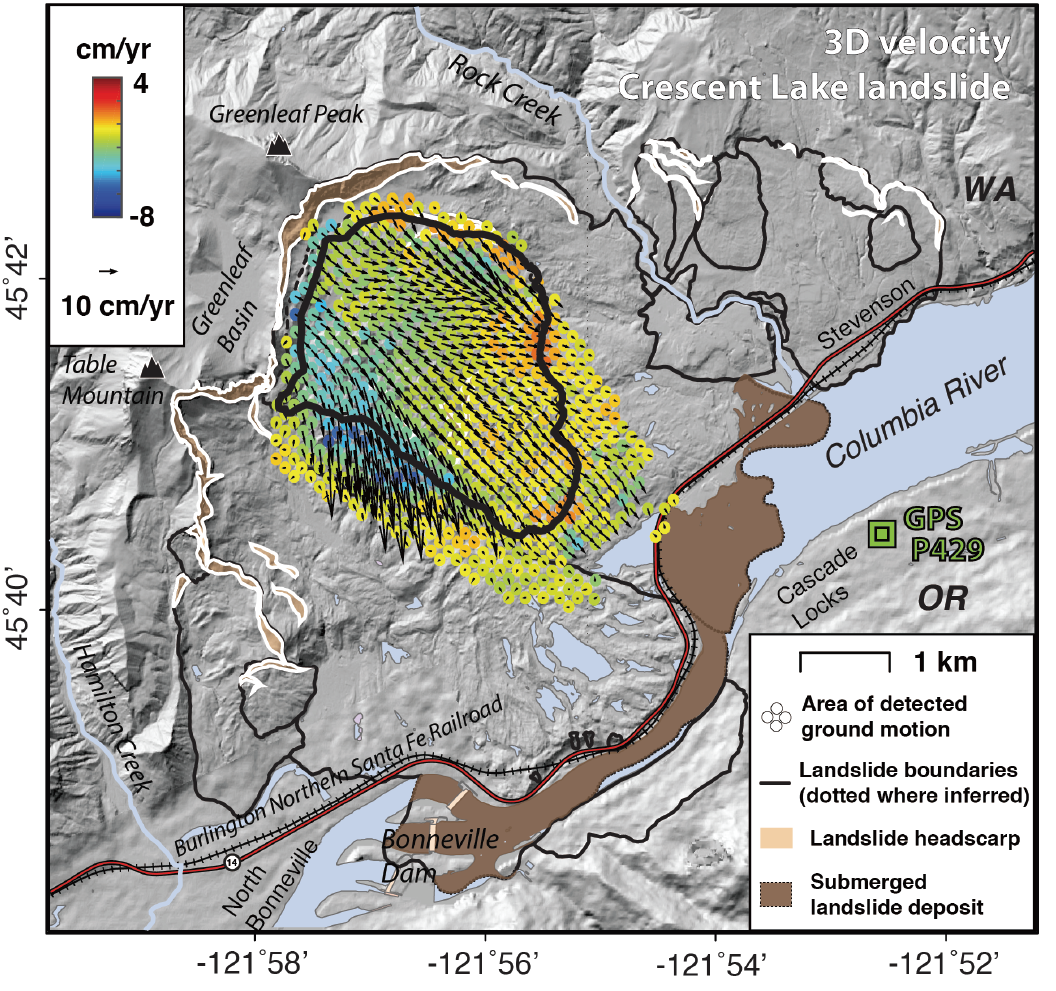 cm/yr
4
-8
10 cm/yr
3D velocity
Crescent Lake landslide
Rock Creek
Greenleaf Peak
WA
45˚42'
Greenleaf
Basin
Stevenson
Table
Mountain
Columbia River
GPS
P429
Cascade
Locks
OR
45˚40'
Hamilton Creek
Burlington Northern Santa Fe Railroad
14
North
Bonneville
Bonneville
Dam
1 km
Area of detected
ground motion
Landslide boundaries
(dotted where inferred)
Landslide headscarp
Submerged
landslide deposit
-121˚58'
-121˚56'
-121˚54'
-121˚52'